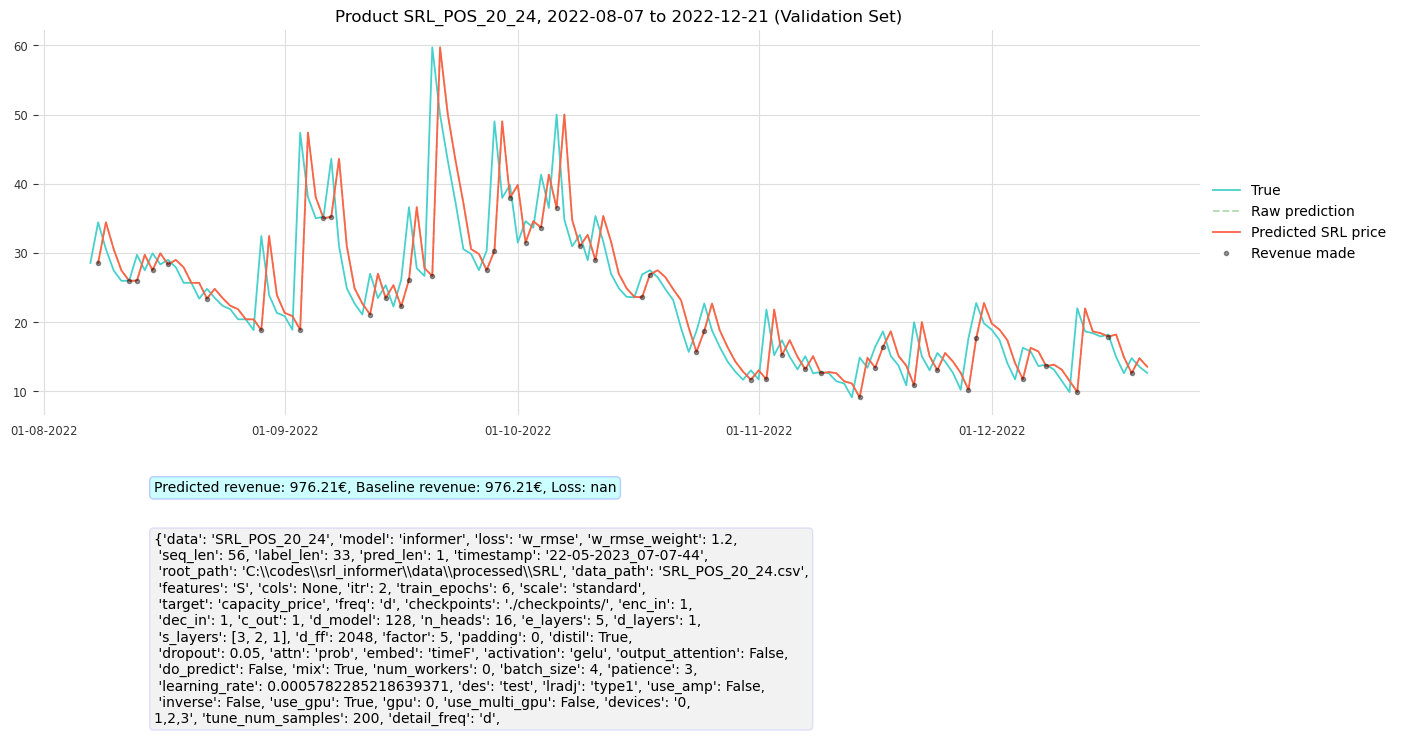 Product SRL_POS_20_24, 2022-08-07 to 2022-12-21 (Validation Set)
60
50
40
30
20
10
01-08-2022 01-09-2022 01-10-2022 01-11-2022 01-12-2022
True
Raw prediction
Predicted SRL price
Revenue made
Predicted revenue: 976.21€, Baseline revenue: 976.21€, Loss: nan
{'data': 'SRL_POS_20_24', 'model': 'informer', 'loss': 'w_rmse', 'w_rmse_weight': 1.2,
'seq_len': 56, 'label_len': 33, 'pred_len': 1, 'timestamp': '22-05-2023_07-07-44',
'root_path': 'C:\\codes\\srl_informer\\data\\processed\\SRL', 'data_path': 'SRL_POS_20_24.csv',
'features': 'S', 'cols': None, 'itr': 2, 'train_epochs': 6, 'scale': 'standard',
'target': 'capacity_price', 'freq': 'd', 'checkpoints': './checkpoints/', 'enc_in': 1,
'dec_in': 1, 'c_out': 1, 'd_model': 128, 'n_heads': 16, 'e_layers': 5, 'd_layers': 1,
's_layers': [3, 2, 1], 'd_ff': 2048, 'factor': 5, 'padding': 0, 'distil': True,
'dropout': 0.05, 'attn': 'prob', 'embed': 'timeF', 'activation': 'gelu', 'output_attention': False,
'do_predict': False, 'mix': True, 'num_workers': 0, 'batch_size': 4, 'patience': 3,
'learning_rate': 0.0005782285218639371, 'des': 'test', 'lradj': 'type1', 'use_amp': False,
'inverse': False, 'use_gpu': True, 'gpu': 0, 'use_multi_gpu': False, 'devices': '0,
1,2,3', 'tune_num_samples': 200, 'detail_freq': 'd',